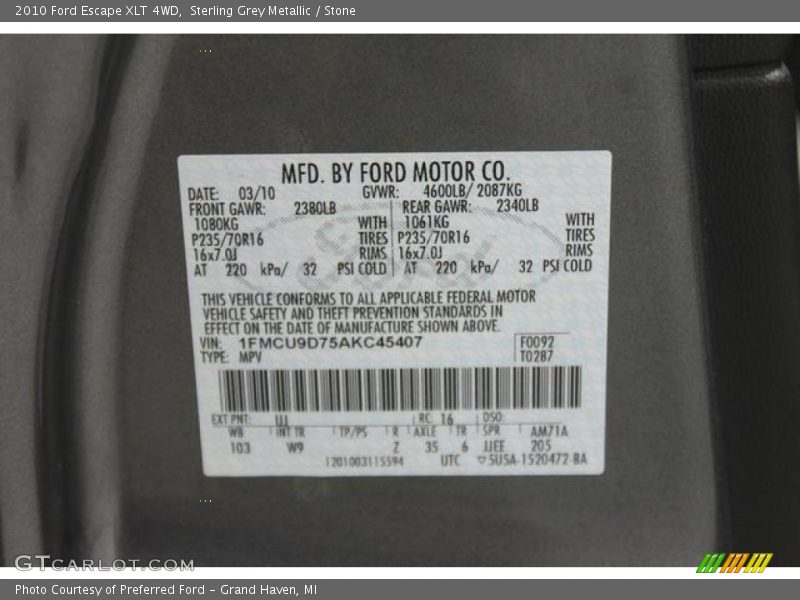 2010 Ford Escape XLT 4WD, Sterling Grey Metallic / Stone
MFD. BY FORD MOTOR CO.
DATE: 03/10 GVWR: 4600LB/ 2087KG
FRONT GAWR: 2380LB REAR GAWR: 2340LB
1080KG WITH 1061KG WITH
P235/70R16 TIRES P235/70R16 TIRES
16x7.0J RIMS 16x7.0J RIMS
AT 220 kPa/ 32 PSI COLD AT 220 kPa/ 32 PSI COLD
THIS VEHICLE CONFORMS TO ALL APPLICABLE FEDERAL MOTOR
VEHICLE SAFETY AND THEFT PREVENTION STANDARDS IN
EFFECT ON THE DATE OF MANUFACTURE SHOWN ABOVE.
VIN: 1FMCU9D75AKC45407 F0092
TYPE: MPV T0287
EXT PNT: UJ RC: 16 DSO:
WB INT TR TP/PS R AXLE TR SPR AM71A
103 W9 Z 35 6 JJEE 205
1201003115594 UTC SU5A-1520472-BA
GTCARLOT.COM
Photo Courtesy of Preferred Ford – Grand Haven, MI